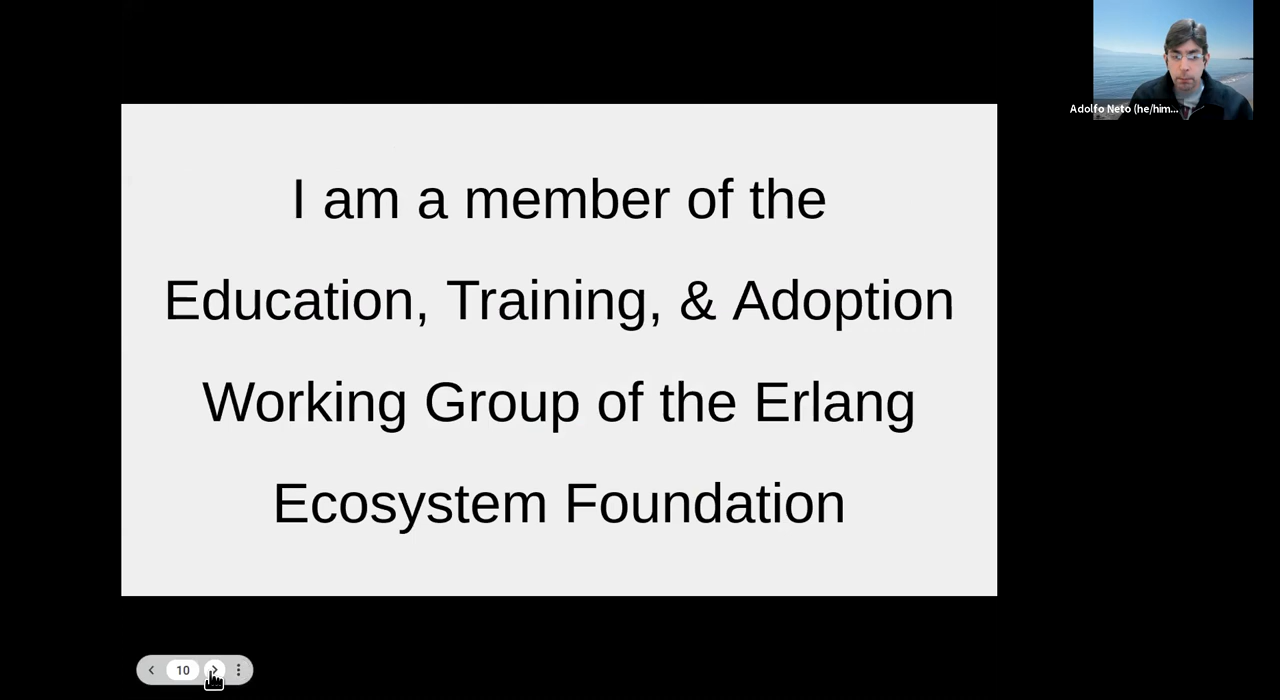 Adolfo Neto (he/him...
I am a member of the
Education, Training, & Adoption
Working Group of the Erlang
Ecosystem Foundation
10